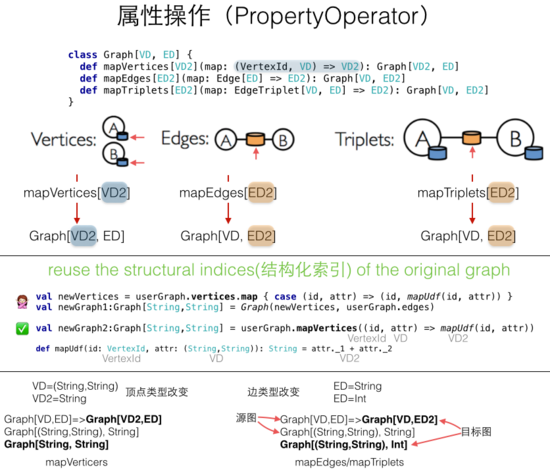 属性操作（PropertyOperator）
class Graph[VD, ED] {
def mapVertices[VD2](map: (VertexId, VD) => VD2): Graph[VD2, ED]
def mapEdges[ED2](map: Edge[ED] => ED2): Graph[VD, ED2]
def mapTriplets[ED2](map: EdgeTriplet[VD, ED] => ED2): Graph[VD, ED2]
}
Vertices: A B
Edges: A B
Triplets: A B
mapVertices[VD2] mapEdges[ED2] mapTriplets[ED2]
Graph[VD2, ED] Graph[VD, ED2] Graph[VD, ED2]
reuse the structural indices(结构化索引) of the original graph
val newVertices = userGraph.vertices.map { case (id, attr) => (id, mapUdf(id, attr)) }
val newGraph1:Graph[String,String] = Graph(newVertices, userGraph.edges)
val newGraph2:Graph[String,String] = userGraph.mapVertices((id, attr) => mapUdf(id, attr))
VertexId VD VD2
def mapUdf(id: VertexId, attr: (String,String)): String = attr._1 + attr._2
VertexId VD VD2
VD=(String,String)
VD2=String
顶点类型改变
Graph[VD,ED]=>Graph[VD2,ED]
Graph[(String,String), String]
Graph[String, String]
mapVerticers
边类型改变
ED=String
ED=Int
Graph[VD,ED]=>Graph[VD,ED2]
源图
Graph[(String,String), String]
目标图
Graph[(String,String), Int]
mapEdges/mapTriplets